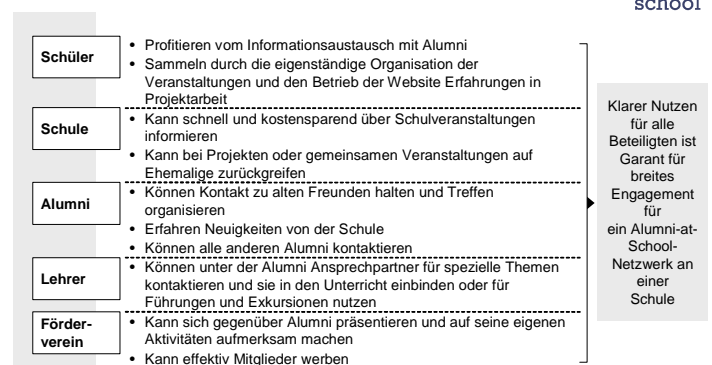 school
Schüler
• Profitieren vom Informationsaustausch mit Alumni
• Sammeln durch die eigenständige Organisation der
Veranstaltungen und den Betrieb der Website Erfahrungen in
Projektarbeit
Schule
• Kann schnell und kostensparend über Schulveranstaltungen
informieren
• Kann bei Projekten oder gemeinsamen Veranstaltungen auf
Ehemalige zurückgreifen
Alumni
• Können Kontakt zu alten Freunden halten und Treffen
organisieren
• Erfahren Neuigkeiten von der Schule
• Können alle anderen Alumni kontaktieren
Lehrer
• Können unter der Alumni Ansprechpartner für spezielle Themen
kontaktieren und sie in den Unterricht einbinden oder für
Führungen und Exkursionen nutzen
Förder-
verein
• Kann sich gegenüber Alumni präsentieren und auf seine eigenen
Aktivitäten aufmerksam machen
• Kann effektiv Mitglieder werben
Klarer Nutzen
für alle
Beteiligten ist
Garant für
breites
Engagement
für
ein Alumni-at-
School-
Netzwerk an
einer
Schule